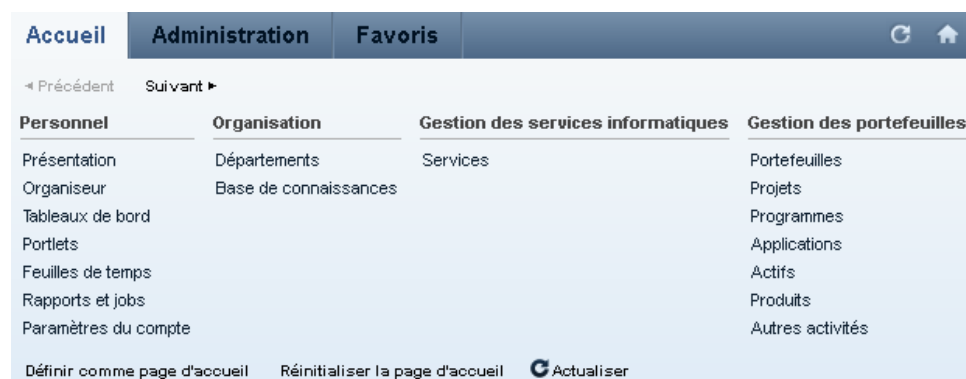 Accueil Administration Favoris
◄ Précédent Suivant ►
Personnel Organisation Gestion des services informatiques Gestion des portefeuilles
Présentation Départements Services Portefeuilles
Organiseur Base de connaissances Projets
Tableaux de bord Programmes
Portlets Applications
Feuilles de temps Actifs
Rapports et jobs Produits
Paramètres du compte Autres activités
Définir comme page d'accueil Réinitialiser la page d'accueil Actualiser